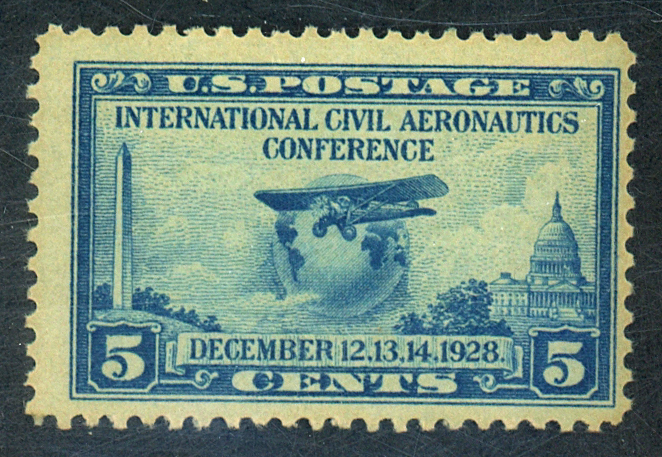 U.S.POSTAGE
INTERNATIONAL CIVIL AERONAUTICS
CONFERENCE
5 DECEMBER 12.13.14.1928. 5
CENTS